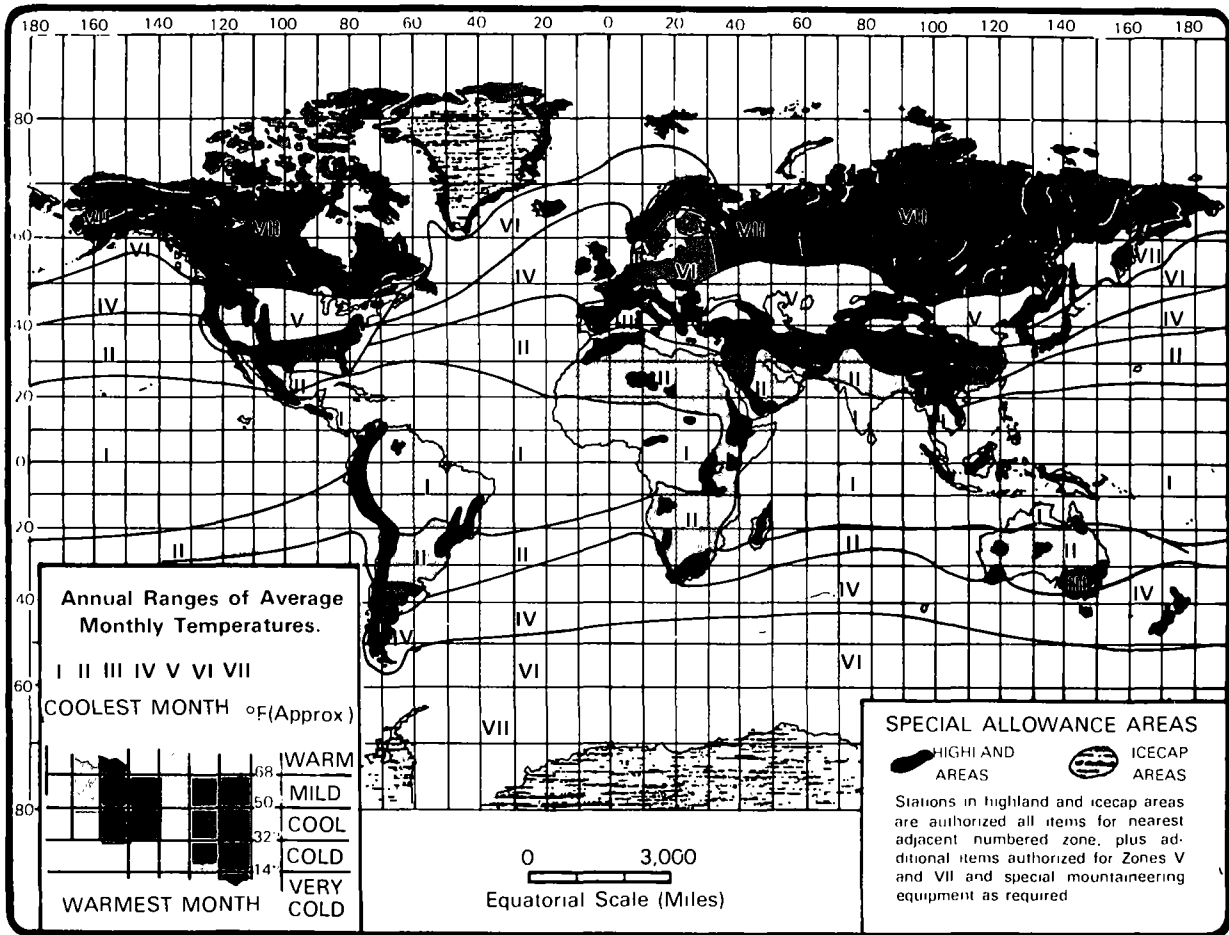 180 160 140 120 100 80 60 40 20 0 20 40 60 80 100 120 140 160 180
80
VII VII VI VII VII
60 VI VI VI VII
VI
IV IV V V V IV
40 III
II II II
II III II II
20
I I
I I I
0
I I I
20 I
II II II II II II
IV IV
40 IV IV
VI VI
60
VII
80
Annual Ranges of Average
Monthly Temperatures.
I II III IV V VI VII
COOLEST MONTH °F(Approx)
WARM
68
MILD
50
COOL
32°
COLD
14°
VERY
COLD
WARMEST MONTH
0 3,000
Equatorial Scale (Miles)
SPECIAL ALLOWANCE AREAS
HIGHLAND
AREAS
ICECAP
AREAS
Stations in highland and icecap areas
are authorized all items for nearest
adjacent numbered zone, plus ad-
ditional items authorized for Zones V
and VII and special mountaineering
equipment as required